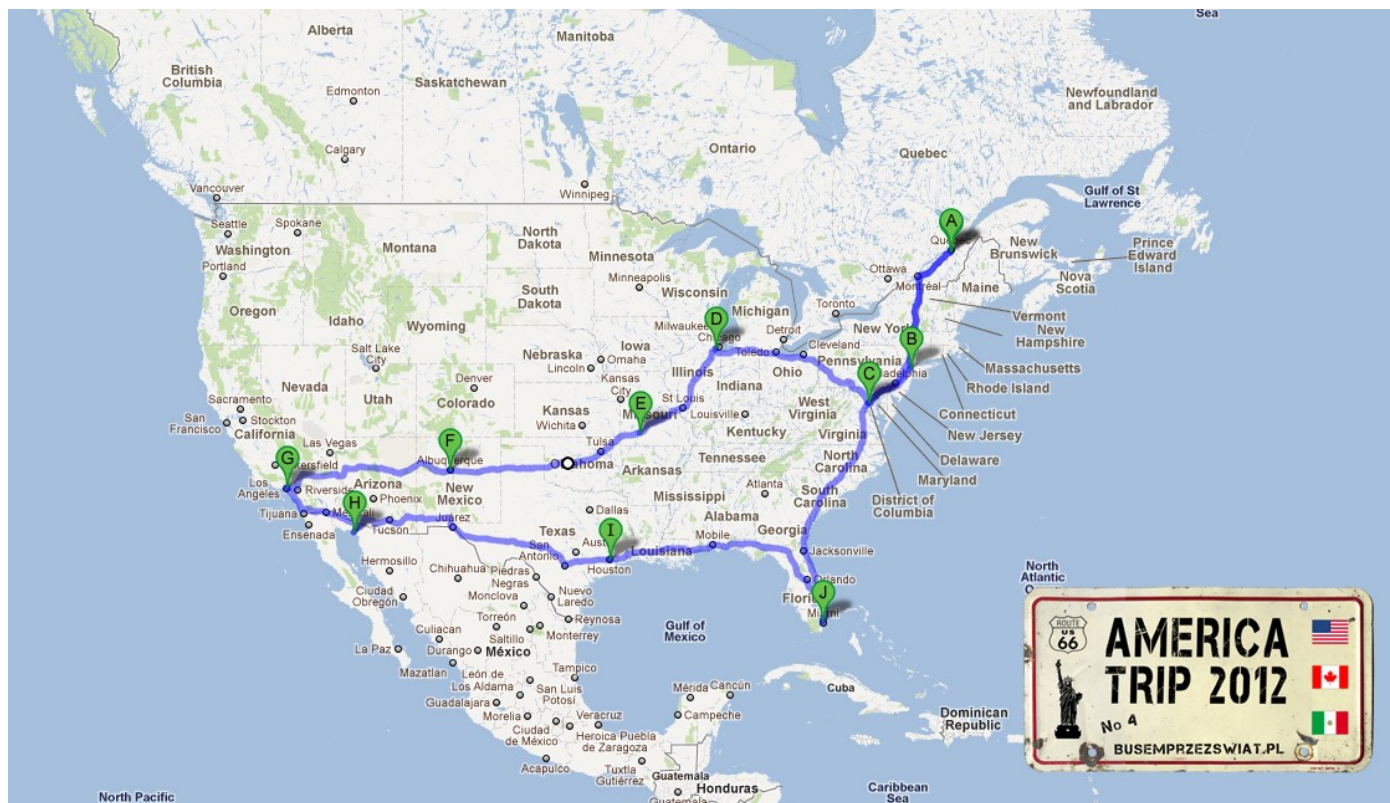 Sea
Alberta
Manitoba
British
Columbia
Saskatchewan
Edmonton
Newfoundland
and Labrador
Ontario
Quebec
Calgary
Vancouver
Winnipeg
Gulf of St
Lawrence
A
Seattle
Spokane
Washington
Montana
North
Dakota
Minnesota
New
Brunswick
Prince
Edward
Island
Portland
Ottawa
Montréal
Maine
Nova
Scotia
Minneapolis
Wisconsin
South
Dakota
Michigan
Toronto
Vermont
Oregon
Idaho
Wyoming
D
Milwaukee
Chicago
Detroit
New York
B
New
Hampshire
Salt Lake
City
Iowa
Nebraska
Omaha
Lincoln
Toledo
Cleveland
Pennsylvania
Massachusetts
Rhode Island
Nevada
Utah
Denver
Colorado
Illinois
Indiana
Ohio
C
Connecticut
Sacramento
Stockton
San
Francisco
California
Kansas
City
E
Kansas
Wichita
St Louis
Louisville
West
Virginia
Virginia
New Jersey
Las Vegas
F
Albuquerque
Tulsa
Kentucky
Delaware
G
Oklahoma
Arkansas
Tennessee
North
Carolina
Maryland
Los
Angeles
Riverside
Arizona
Phoenix
New
Mexico
H
Mississippi
Atlanta
South
Carolina
District of
Columbia
Tijuana
Ensenada
Tucson
Juárez
Dallas
Texas
I
Alabama
Georgia
San
Antonio
Houston
Louisiana
Mobile
Jacksonville
Hermosillo
Chihuahua
Piedras
Negras
Orlando
North
Atlantic
Ciudad
Obregón
Monclova
Nuevo
Laredo
J
Miami
Culiacan
Torreón
Reynosa
Gulf of
Mexico
La Paz
Durango
Saltillo
Monterrey
México
Mazatlan
León de
Los Aldama
Tampico
San Luis
Potosí
Guadalajara
Mérida
Cancún
Cuba
Morelia
Veracruz
Campeche
Ciudad
de México
Heroica Puebla
de Zaragoza
Dominican
Republic
Acapulco
Tuxtla
Gutiérrez
Guatemala
Honduras
Guatemala
North Pacific
Caribbean
Sea
ROUTE
US
66
AMERICA
TRIP 2012
No 4
BUSEMPRZEZSWIAT.PL